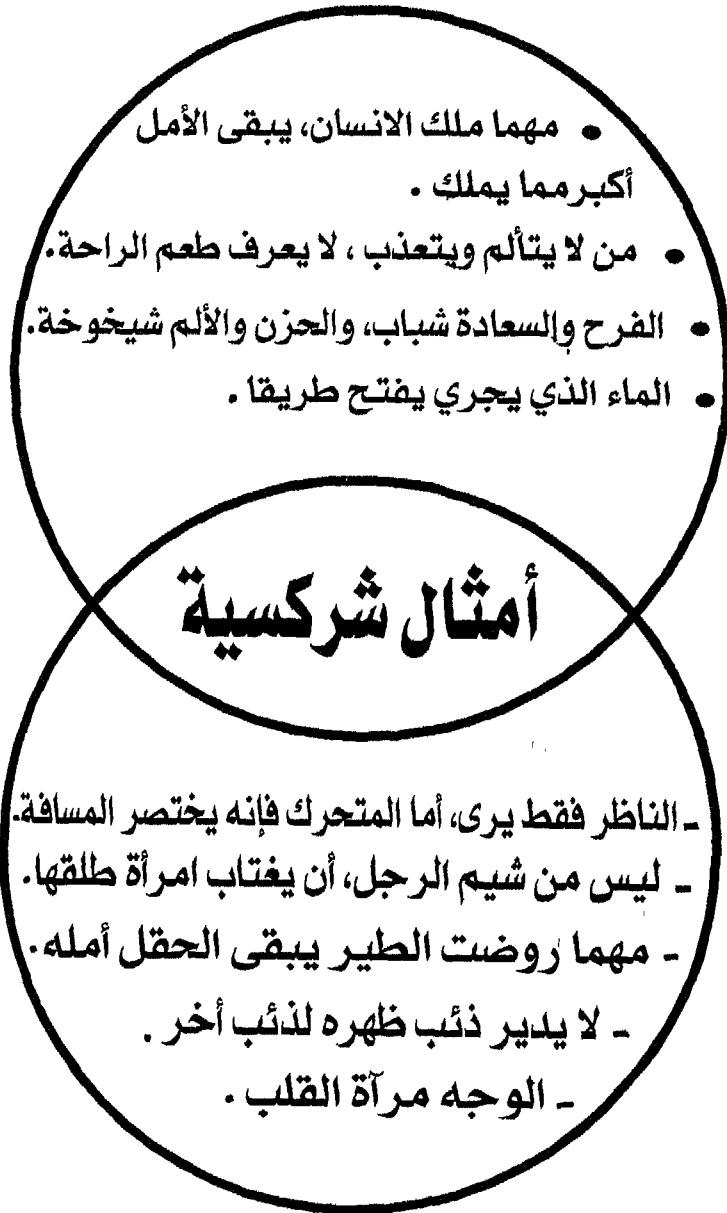 • مهما ملك الانسان، يبقى الأمل
أكبر مما يملك .
• من لا يتألم ويتعذب ، لا يعرف طعم الراحة.
• الفرح والسعادة شباب، والحزن والألم شيخوخة.
• الماء الذي يجري يفتح طريقا .
أمثال شركسية
- الناظر فقط يرى، أما المتحرك فإنه يختصر المسافة.
- ليس من شيم الرجل، أن يغتاب امرأة طلقها.
- مهما روضت الطير يبقى الحقل أمله.
- لا يدير ذئب ظهره لذئب أخر .
- الوجه مرآة القلب .